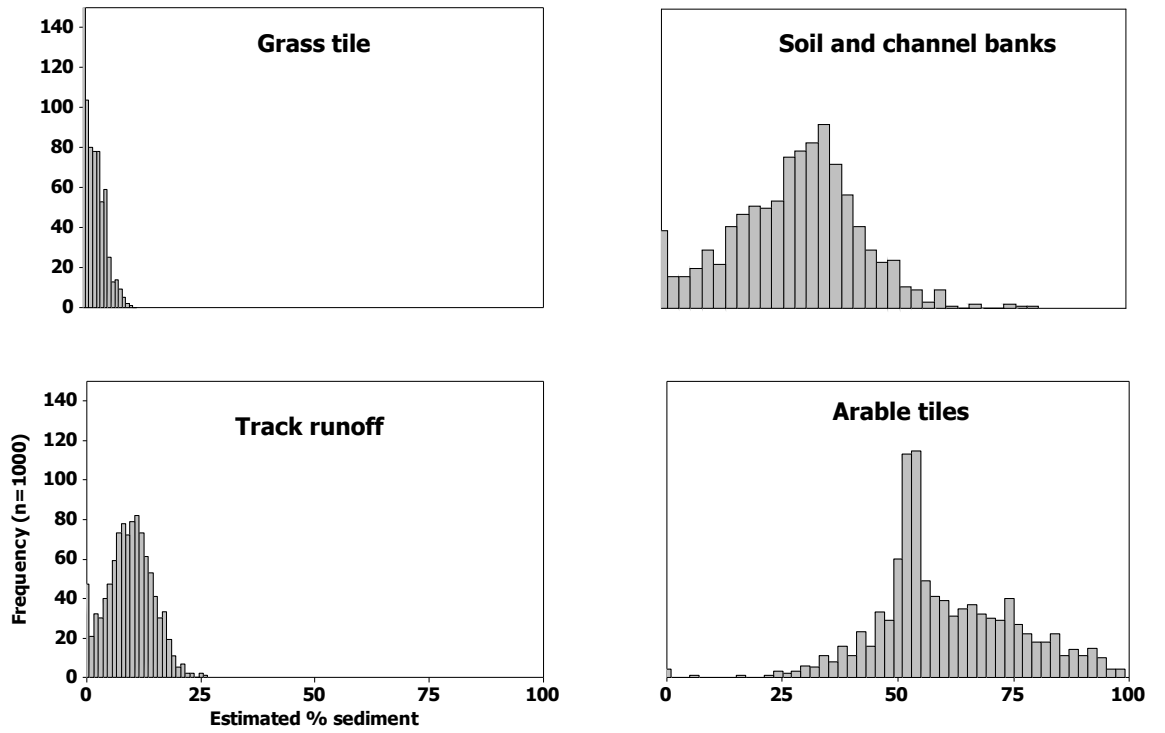 Grass tile
140
120
100
80
60
40
20
0
Soil and channel banks
Track runoff
Frequency (n=1000)
140
120
100
80
60
40
20
0
0 25 50 75 100
Estimated % sediment
Arable tiles
0 25 50 75 100